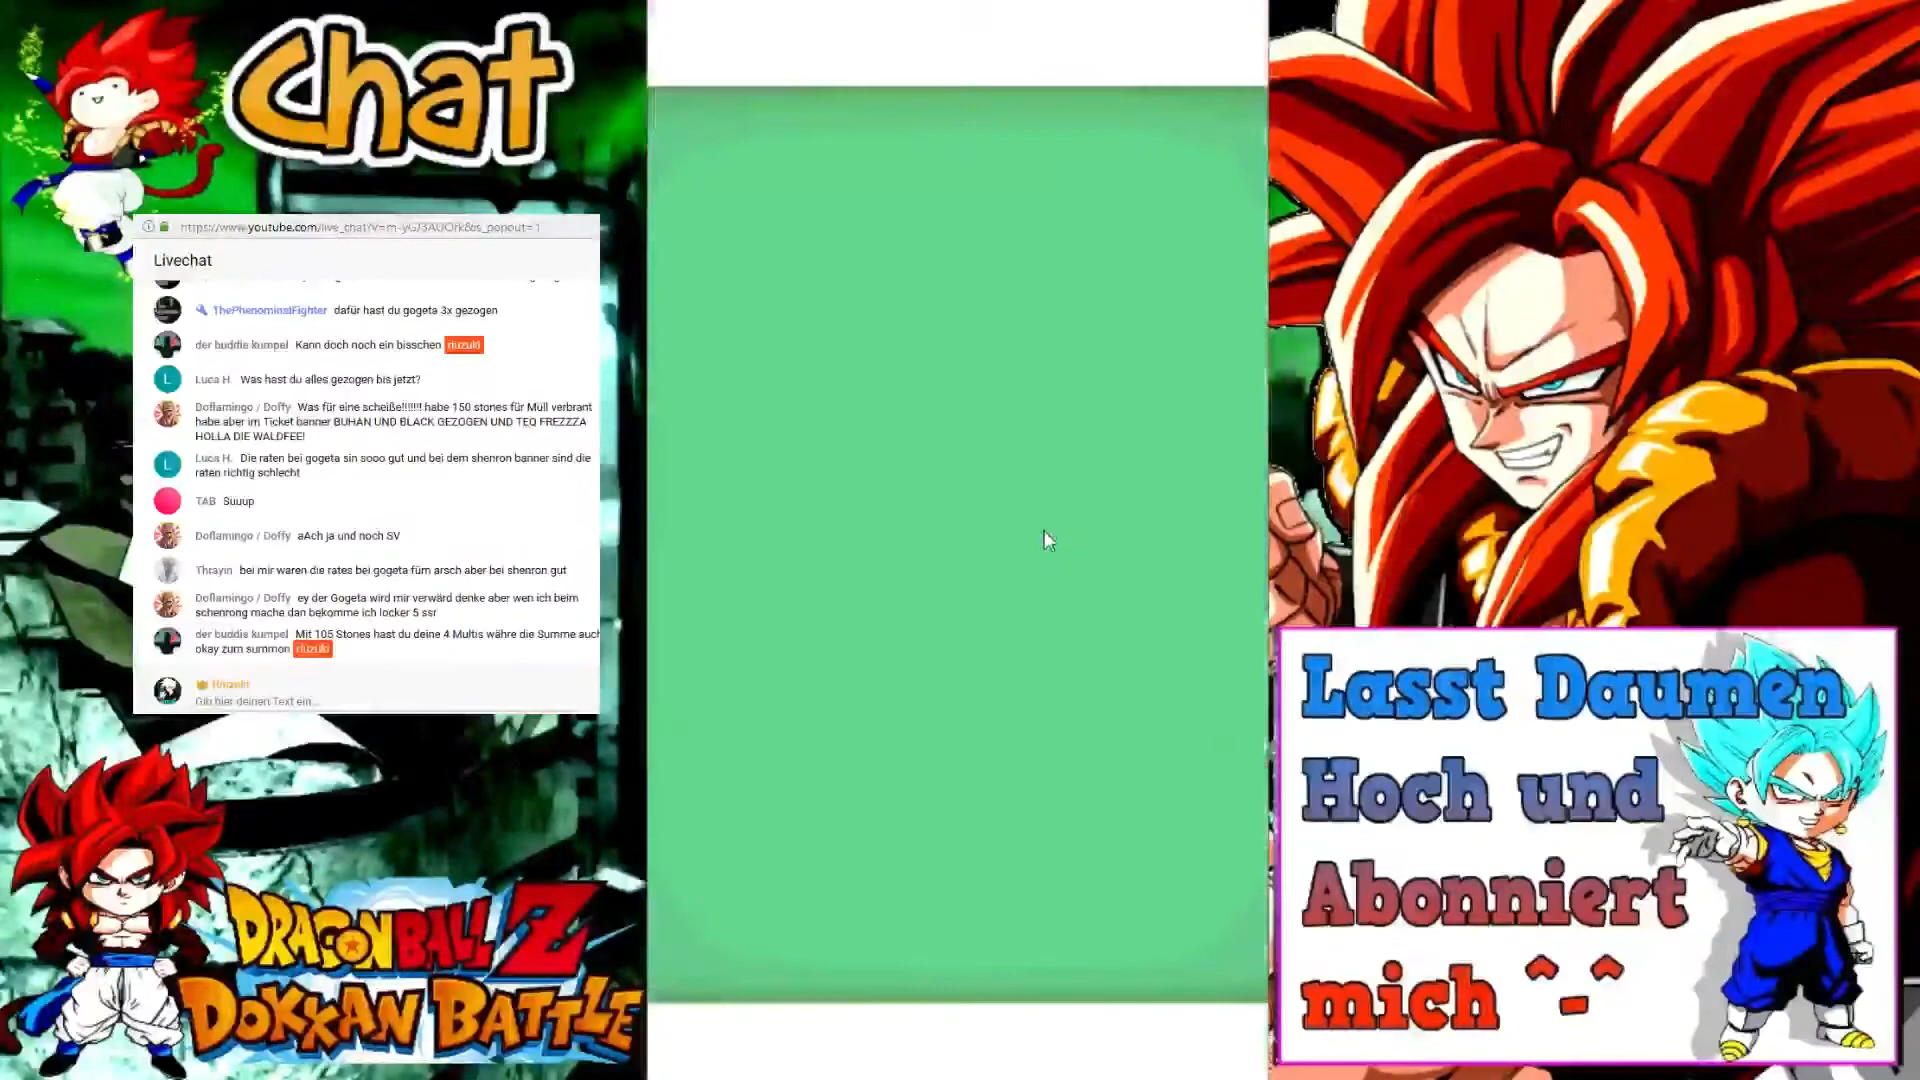 Chat
Livechat
ThePhenominalFighter dafür hast du gogeta 3x gezogen
der buddie kumpel Kann doch noch ein bisschen riuzuki
L Luca H. Was hast du alles gezogen bis jetzt?
Doflamingo / Doffy Was für eine scheiße!!!!!!! habe 150 stones für Müll verbrant
habe aber im Ticket banner BUHAN UND BLACK GEZOGEN UND TEQ FREZZZA
HOLLA DIE WALDFEE!
L Luca H. Die raten bei gogeta sin sooo gut und bei dem shenron banner sind die
raten richtig schlecht
TAB Suuup
Doflamingo / Doffy aAch ja und noch SV
Thrayin bei mir waren die rates bei gogeta füm arsch aber bei shenron gut
Doflamingo / Doffy ey der Gogeta wird mir verwärd denke aber wen ich beim
schenrong mache dan bekomme ich locker 5 ssr
der buddie kumpel Mit 105 Stones hast du deine 4 Multis währe die Summe auch
okay zum summon riuzuki
Riuzuki
Gib hier deinen Text ein...
DRAGONBALL Z
DOKKAN BATTLE
Lasst Daumen
Hoch und
Abonniert
mich ^-^